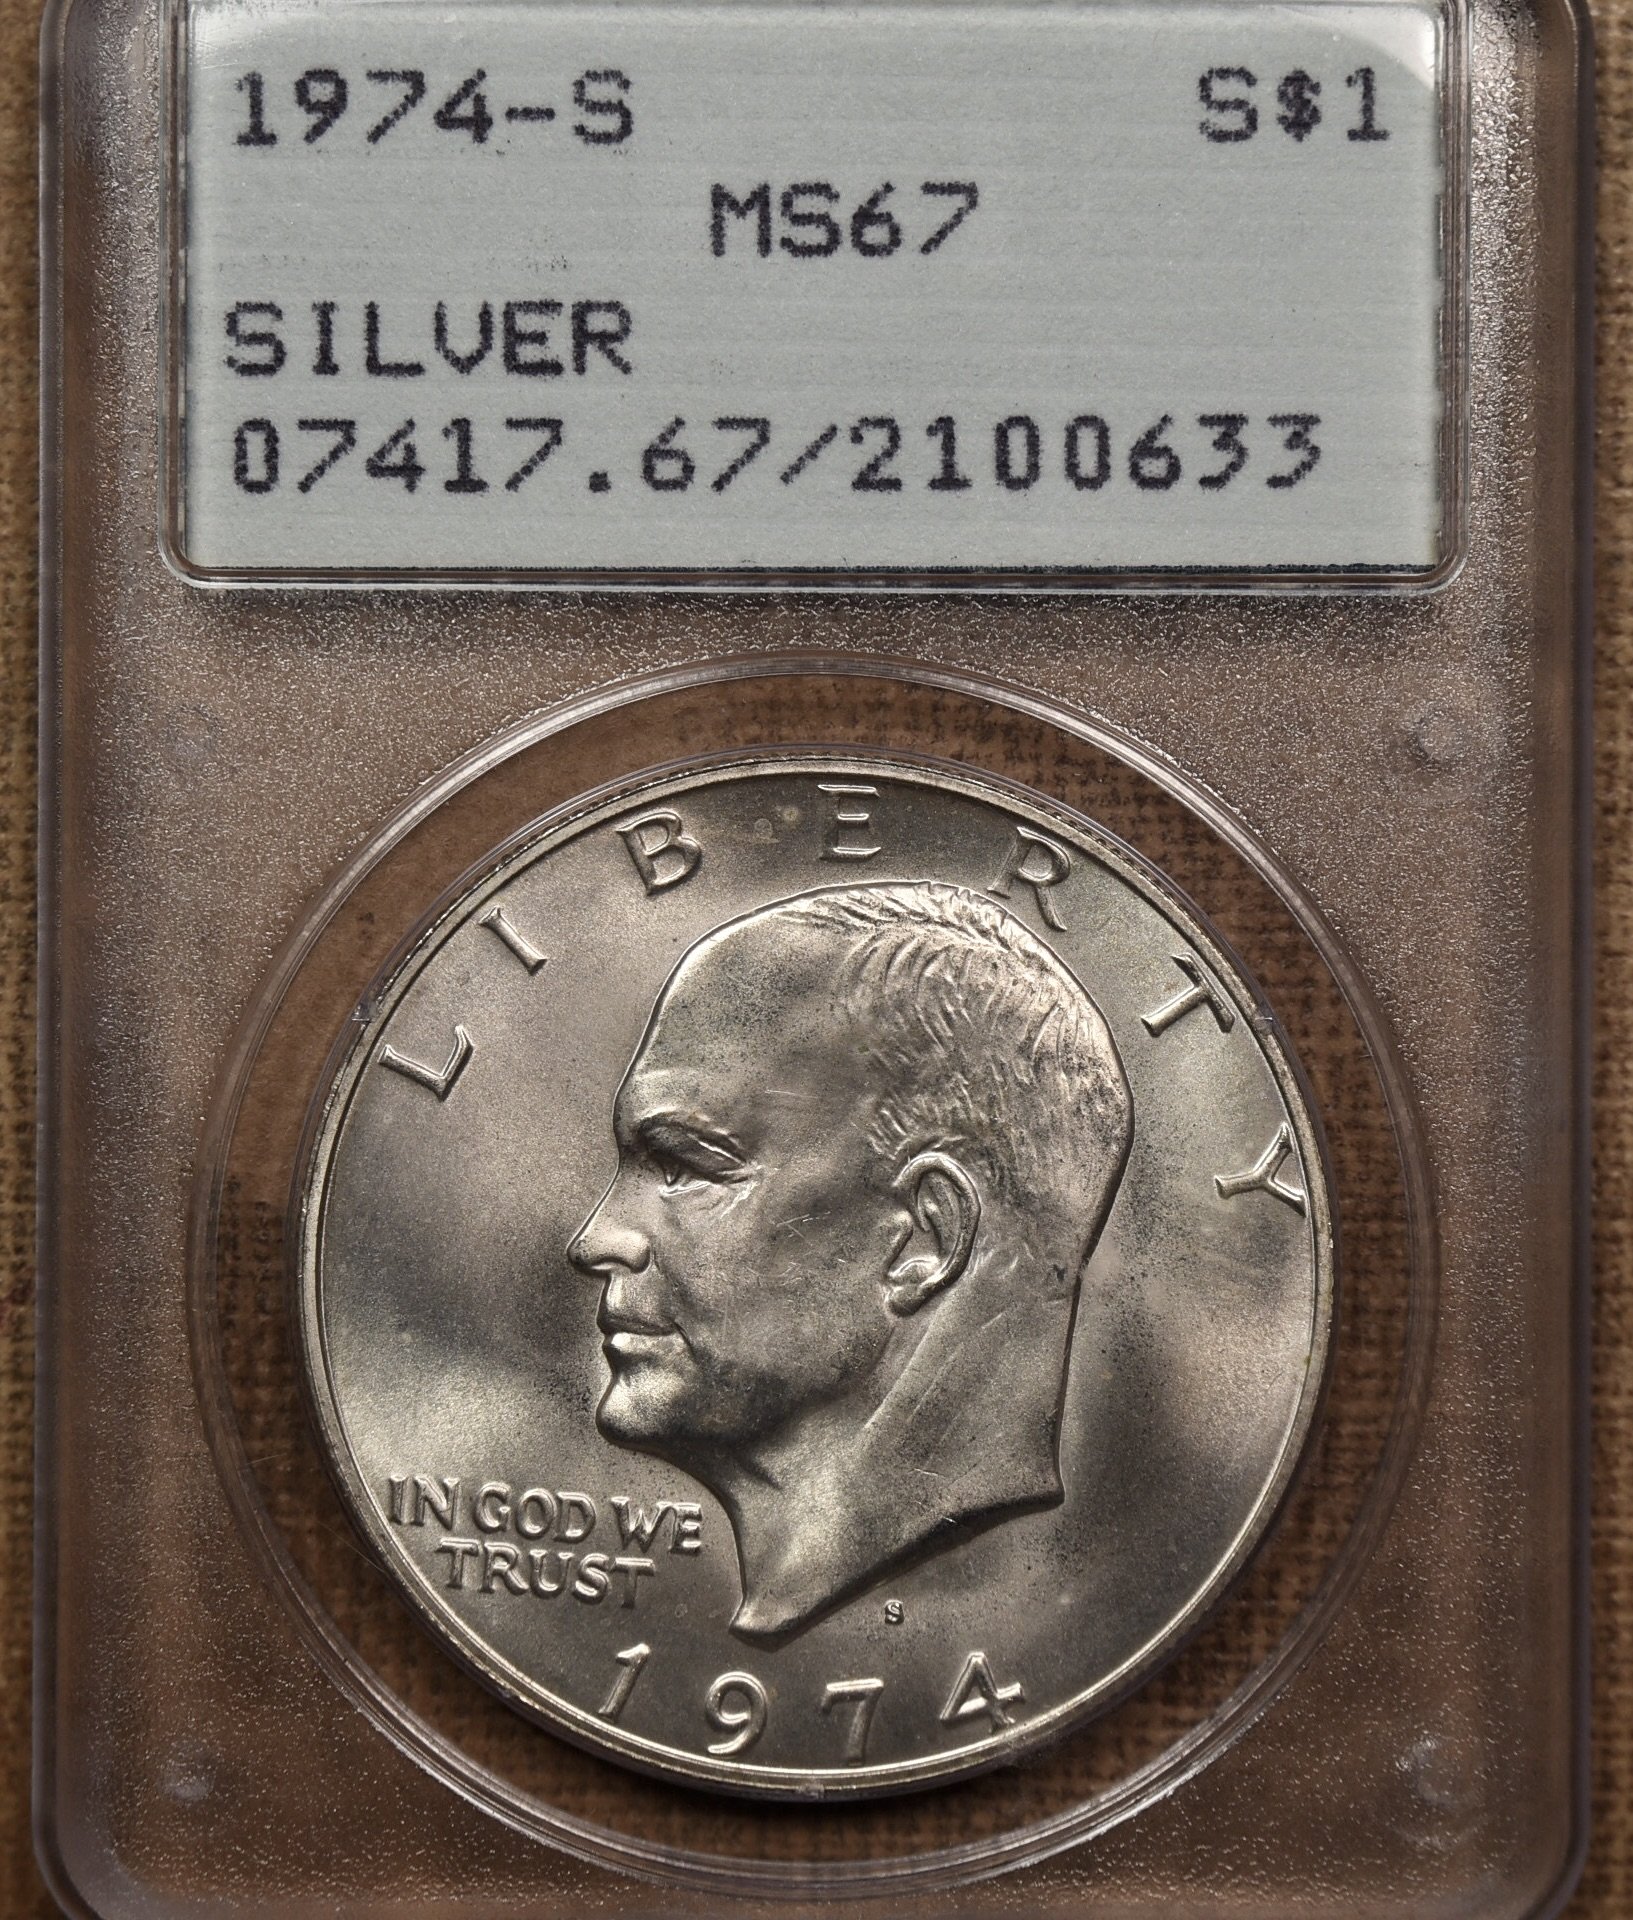 1974-S S$1
MS67
SILVER
07417.67/2100633
LIBERTY
IN GOD WE
TRUST
S
1974